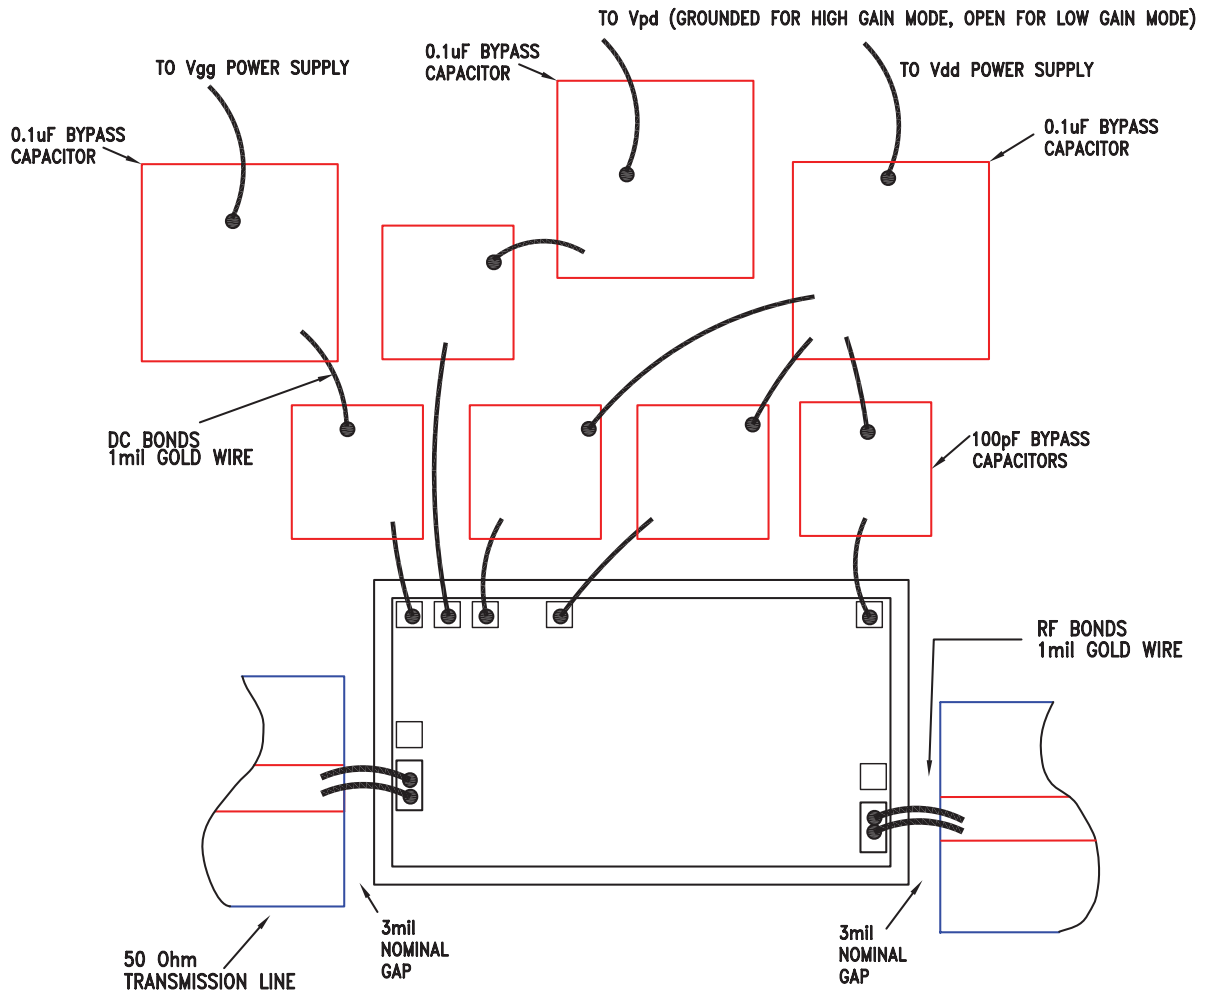 TO Vpd (GROUNDED FOR HIGH GAIN MODE, OPEN FOR LOW GAIN MODE)
0.1uF BYPASS
CAPACITOR
TO Vgg POWER SUPPLY
TO Vdd POWER SUPPLY
0.1uF BYPASS
CAPACITOR
0.1uF BYPASS
CAPACITOR
DC BONDS
1mil GOLD WIRE
100pF BYPASS
CAPACITORS
RF BONDS
1mil GOLD WIRE
3mil
NOMINAL
GAP
3mil
NOMINAL
GAP
50 Ohm
TRANSMISSION LINE